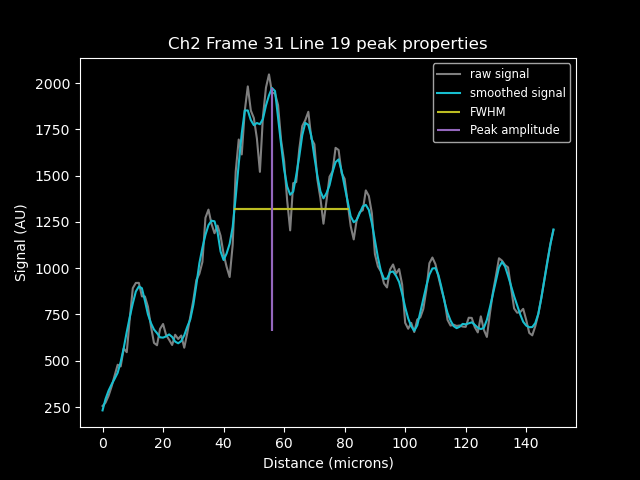 Ch2 Frame 31 Line 19 peak properties
raw signal
smoothed signal
FWHM
Peak amplitude
Signal (AU)
2000
1750
1500
1250
1000
750
500
250
0 20 40 60 80 100 120 140
Distance (microns)